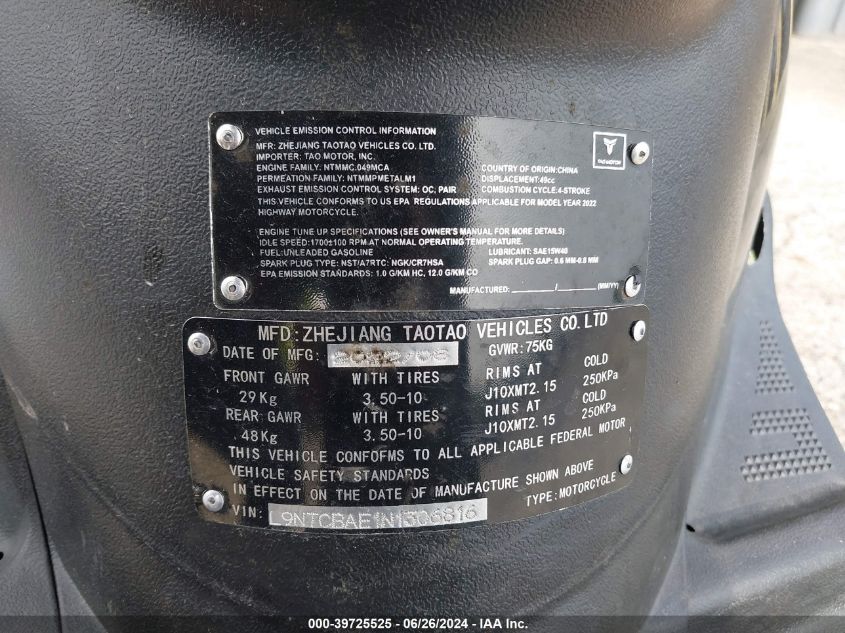 VEHICLE EMISSION CONTROL INFORMATION
MFR: ZHEJIANG TAOTAO VEHICLES CO. LTD.
IMPORTER: TAO MOTOR, INC.
ENGINE FAMILY: NTMMC.049MCA COUNTRY OF ORIGIN:CHINA
PERMEATION FAMILY: NTMMPMETALM1 DISPLACEMENT:49cc
EXHAUST EMISSION CONTROL SYSTEM: OC, PAIR COMBUSTION CYCLE:4-STROKE
THIS VEHICLE CONFORMS TO US EPA REGULATIONS APPLICABLE FOR MODEL YEAR 2022
HIGHWAY MOTORCYCLE.
TAO MOTOR
ENGINE TUNE UP SPECIFICATIONS (SEE OWNER'S MANUAL FOR MORE DETAILS)
IDLE SPEED:1700±100 RPM AT NORMAL OPERATING TEMPERATURE.
FUEL:UNLEADED GASOLINE LUBRICANT: SAE15W40
SPARK PLUG TYPE: NST/A7RTC: NGK/CR7HSA SPARK PLUG GAP: 0.6 MM-0.8 MM
EPA EMISSION STANDARDS: 1.0 G/KM HC, 12.0 G/KM CO
MANUFACTURED: ______/______(MM/YY)
MFD:ZHEJIANG TAOTAO VEHICLES CO.LTD
DATE OF MFG: 2022/08 GVWR:75KG
FRONT GAWR WITH TIRES RIMS AT COLD
29Kg 3.50-10 J10XMT2.15 250KPa
REAR GAWR WITH TIRES RIMS AT COLD
48Kg 3.50-10 J10XMT2.15 250KPa
THIS VEHICLE CONFOFMS TO ALL APPLICABLE FEDERAL MOTOR
VEHICLE SAFETY STANDARDS
IN EFFECT ON THE DATE OF MANUFACTURE SHOWN ABOVE
VIN: L9NTCBAE1N1306816 TYPE:MOTORCYCLE
000-39725525 / 06/26/2024 / IAA Inc.